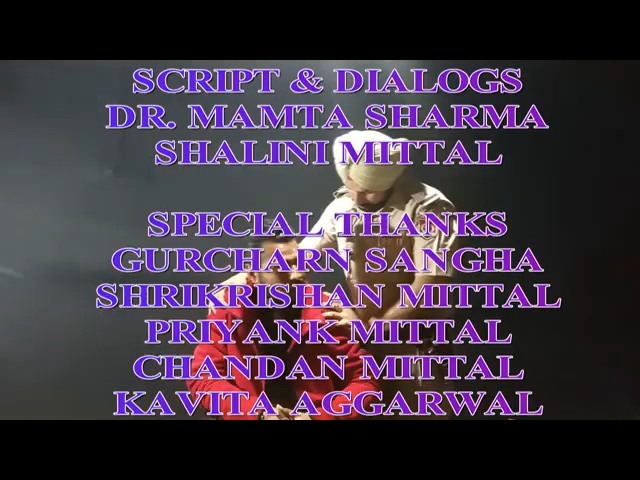 SCRIPT & DIALOGS
DR. MAMTA SHARMA
SHALINI MITTAL
SPECIAL THANKS
GURCHARN SANGHA
SHRIKRISHAN MITTAL
PRIYANK MITTAL
CHANDAN MITTAL
KAVITA AGGARWAL